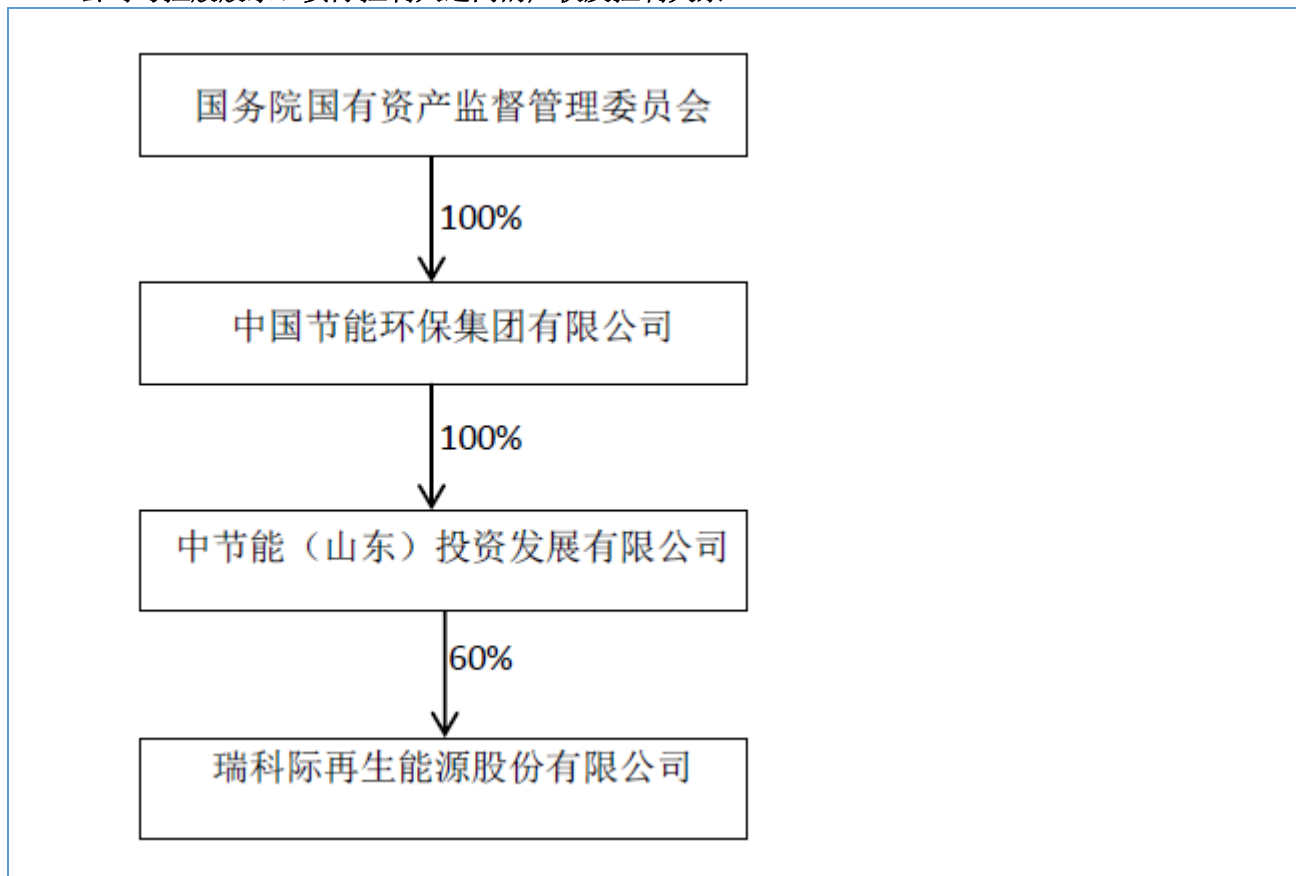 国务院国有资产监督管理委员会
100%
中国节能环保集团有限公司
100%
中节能（山东）投资发展有限公司
60%
瑞科际再生能源股份有限公司